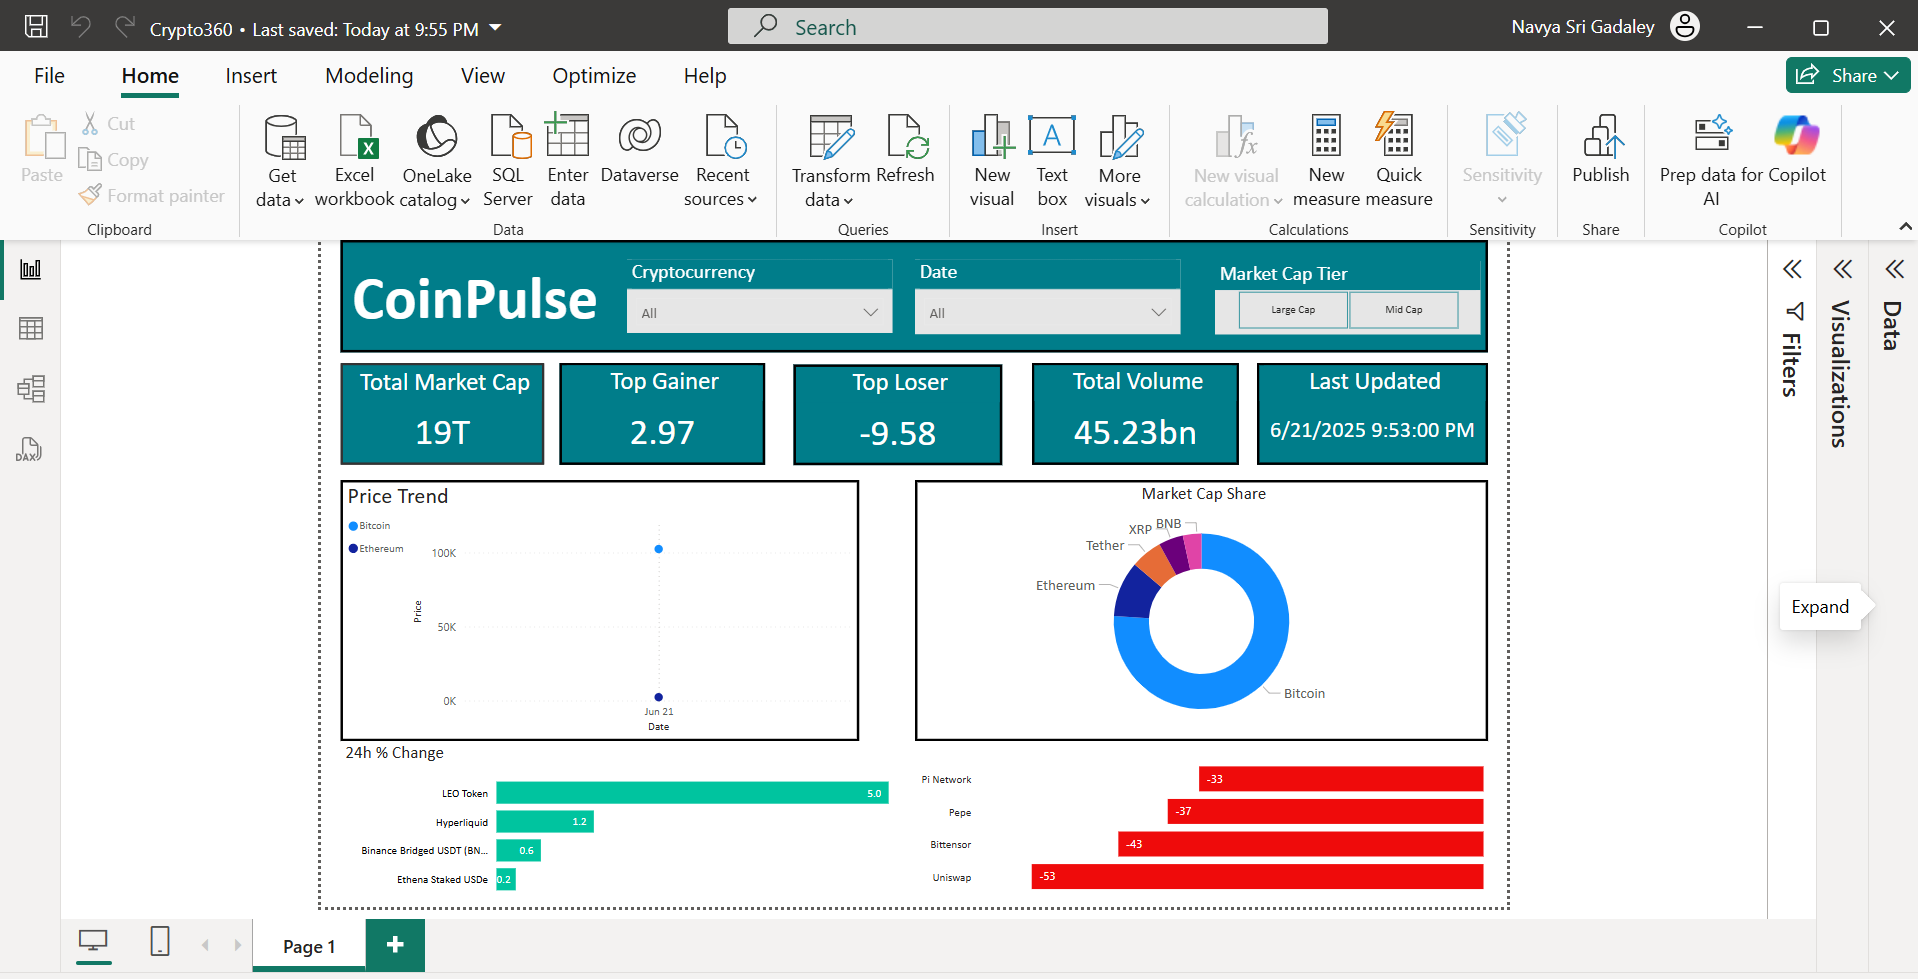 Crypto360 • Last saved: Today at 9:55 PM
Search
Navya Sri Gadaley
File Home Insert Modeling View Optimize Help
Share
Paste
Cut
Copy
Format painter
Clipboard
Get data
Excel workbook
OneLake catalog
SQL Server
Enter data
Dataverse
Recent sources
Data
Transform data
Refresh
Queries
New visual
Text box
More visuals
Insert
New visual calculation
New measure
Quick measure
Calculations
Sensitivity
Sensitivity
Publish
Share
Prep data for AI
Copilot
Copilot
DAX
CoinPulse
Cryptocurrency
All
Date
All
Market Cap Tier
Large Cap
Mid Cap
Total Market Cap
19T
Top Gainer
2.97
Top Loser
-9.58
Total Volume
45.23bn
Last Updated
6/21/2025 9:53:00 PM
Price Trend
Bitcoin
Ethereum
100K
50K
0K
Price
Jun 21
Date
Market Cap Share
BNB
XRP
Tether
Ethereum
Bitcoin
24h % Change
LEO Token 5.0
Hyperliquid 1.2
Binance Bridged USDT (BN... 0.6
Ethena Staked USDe 0.2
Pi Network -33
Pepe -37
Bittensor -43
Uniswap -53
Filters
Visualizations
Data
Expand
Page 1